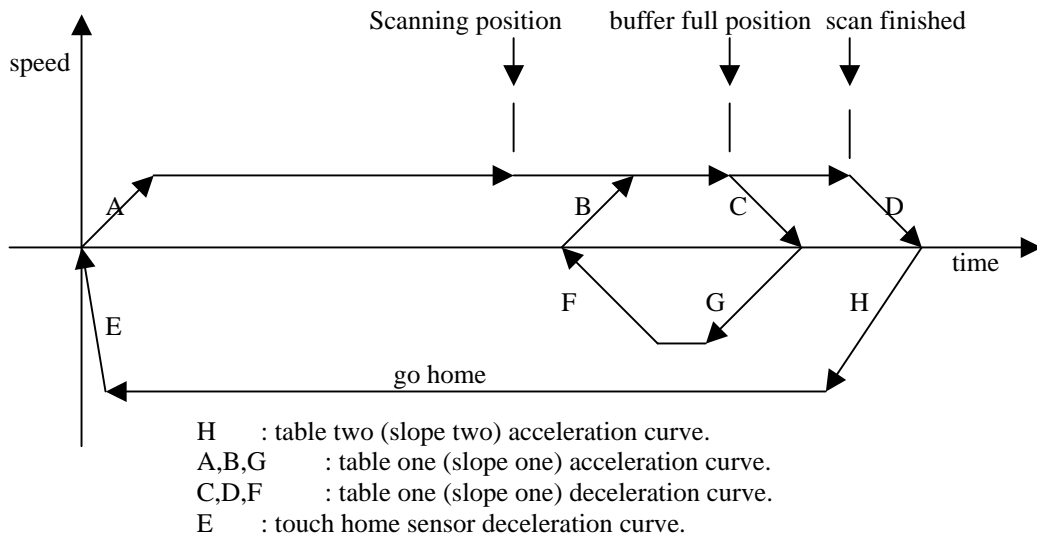 Scanning position
buffer full position
scan finished
speed
A
B
C
D
time
E
F
G
H
go home
H : table two (slope two) acceleration curve.
A,B,G : table one (slope one) acceleration curve.
C,D,F : table one (slope one) deceleration curve.
E : touch home sensor deceleration curve.